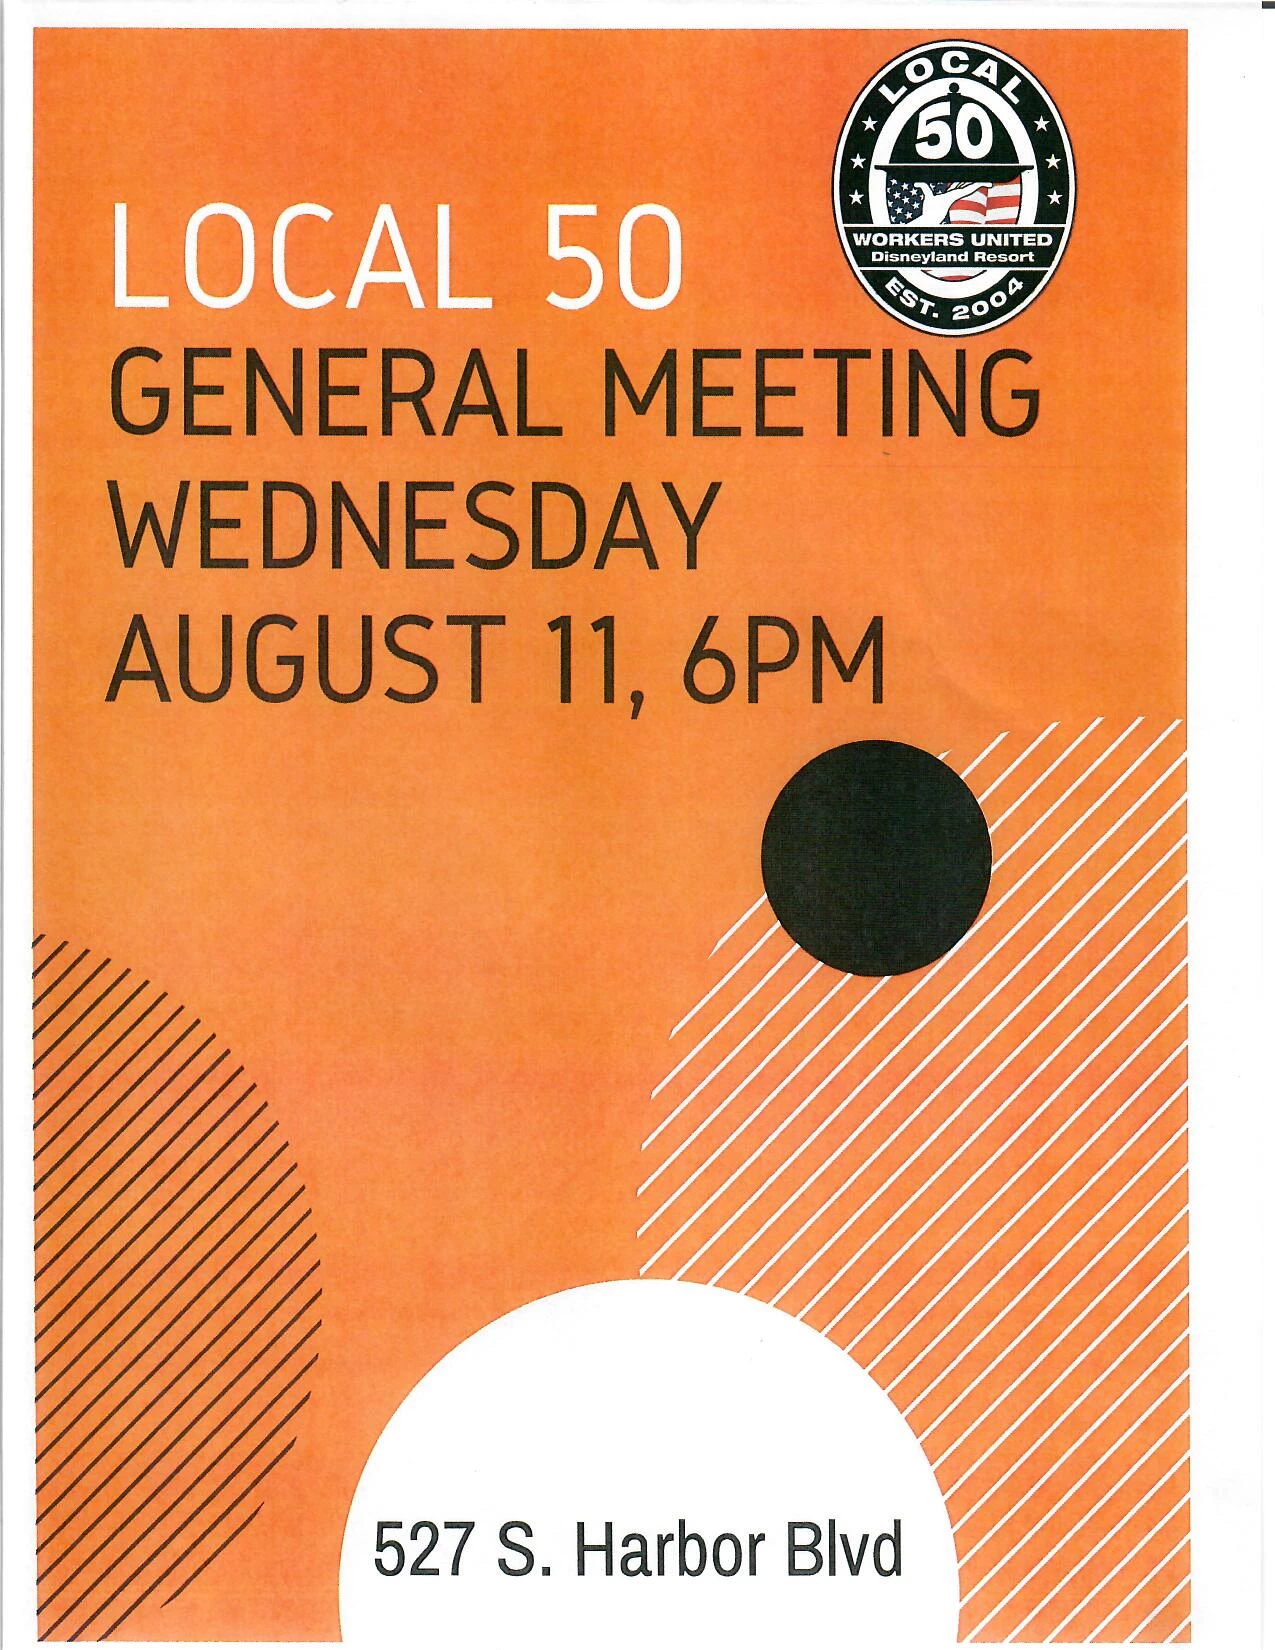 LOCAL
50
WORKERS UNITED
Disneyland Resort
EST. 2004
LOCAL 50
GENERAL MEETING
WEDNESDAY
AUGUST 11, 6PM
527 S. Harbor Blvd